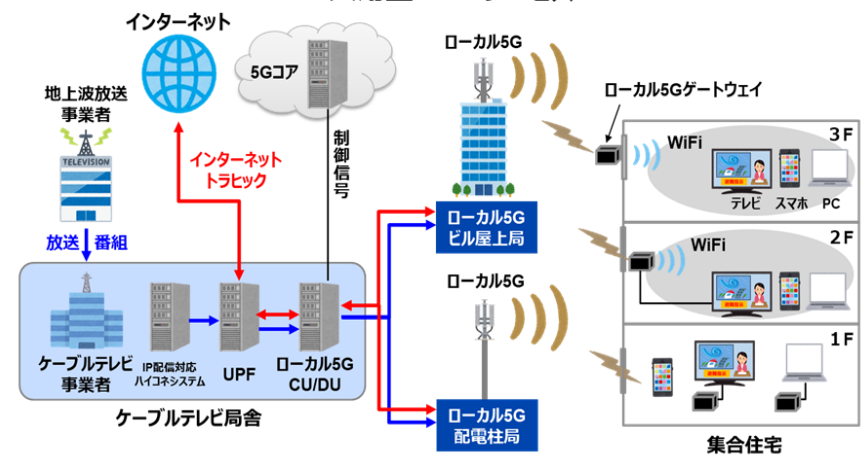 インターネット
5Gコア
地上波放送
事業者
TELEVISION
放送
番組
インターネット
トラヒック
制御信号
ケーブルテレビ
事業者
IP配信対応
ハイコネシステム
UPF
ローカル5G
CU/DU
ケーブルテレビ局舎
ローカル5G
ローカル5G
ビル屋上局
ローカル5G
ローカル5G
配電柱局
ローカル5Gゲートウェイ
WiFi
3F
テレビ
スマホ
PC
WiFi
2F
1F
集合住宅